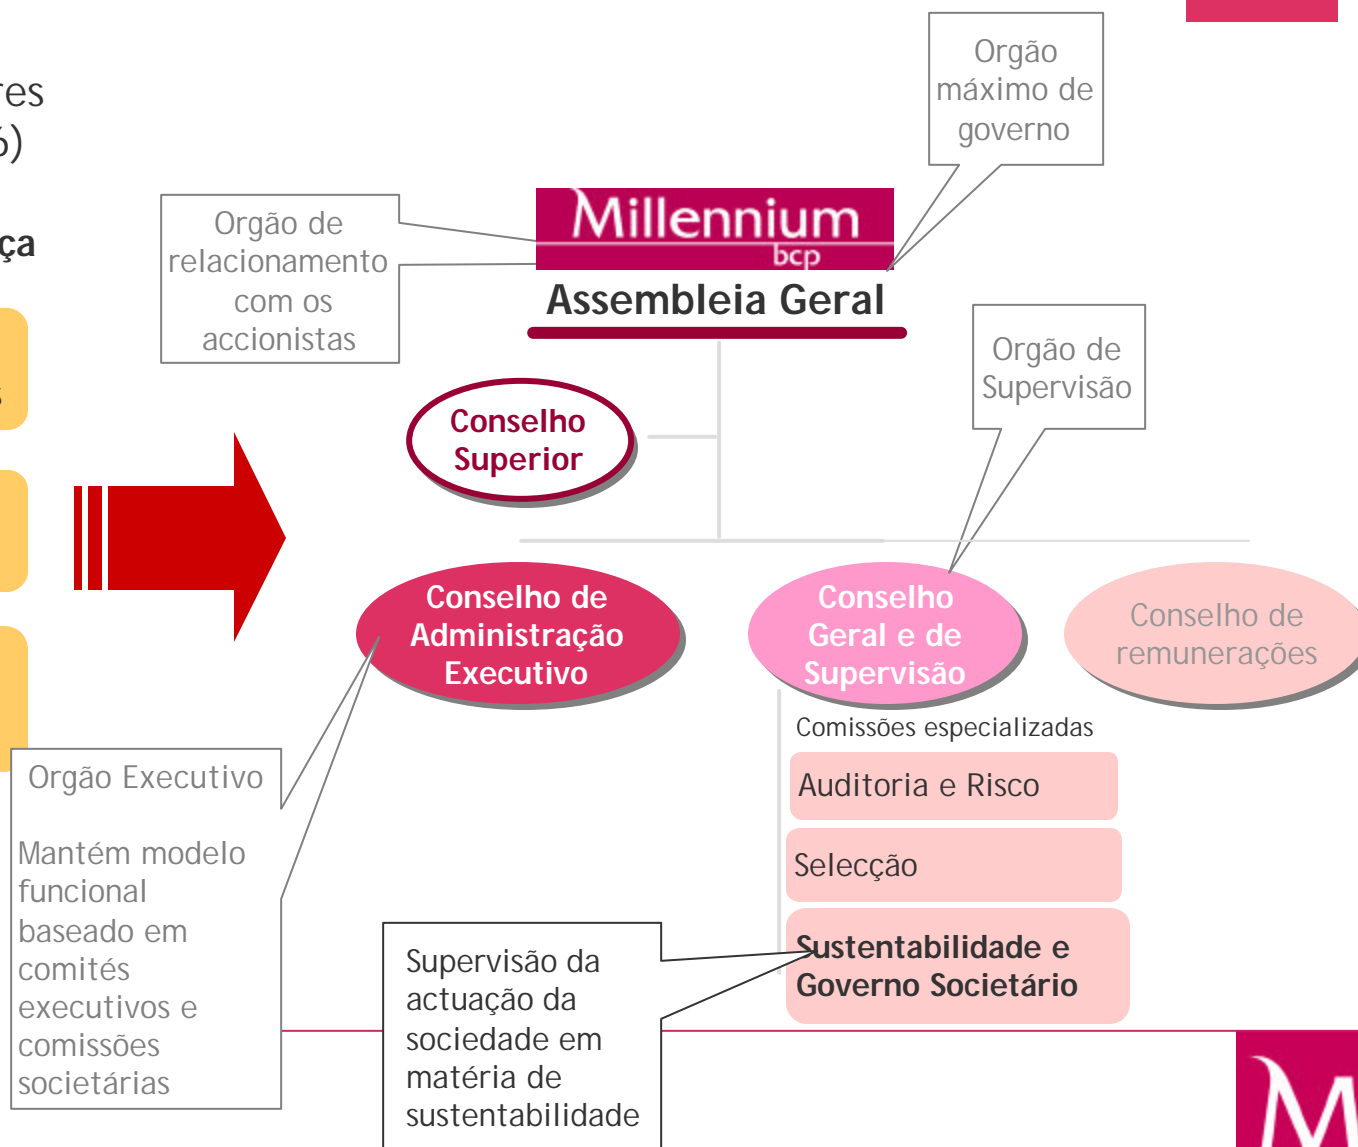 Orgão
máximo de
governo
Orgão de
relacionamento
com os
accionistas
Millennium
bcp
Assembleia Geral
Orgão de
Supervisão
Conselho
Superior
Conselho de
Administração
Executivo
Conselho
Geral e de
Supervisão
Conselho de
remunerações
Comissões especializadas
Auditoria e Risco
Selecção
Sustentabilidade e
Governo Societário
Orgão Executivo
Mantém modelo
funcional
baseado em
comités
executivos e
comissões
societárias
Supervisão da
actuação da
sociedade em
matéria de
sustentabilidade